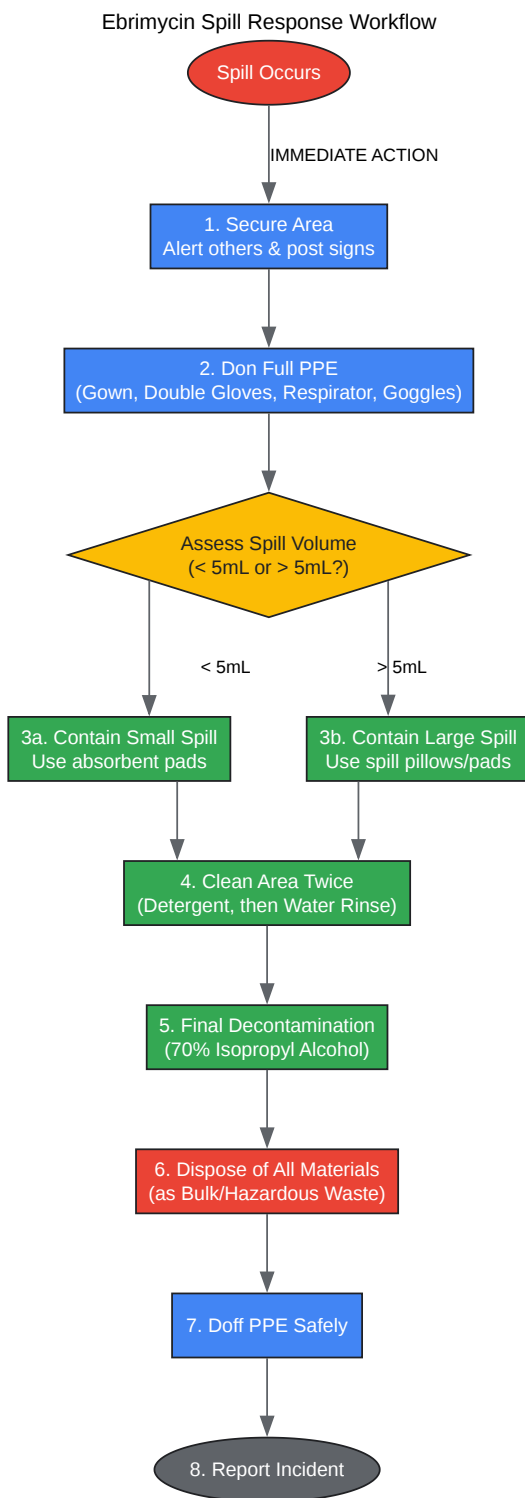 Ebrimycin Spill Response Workflow
Spill Occurs
IMMEDIATE ACTION
1. Secure Area
Alert others & post signs
2. Don Full PPE
(Gown, Double Gloves, Respirator, Goggles)
Assess Spill Volume
(< 5mL or > 5mL?)
< 5mL
> 5mL
3a. Contain Small Spill
Use absorbent pads
3b. Contain Large Spill
Use spill pillows/pads
4. Clean Area Twice
(Detergent, then Water Rinse)
5. Final Decontamination
(70% Isopropyl Alcohol)
6. Dispose of All Materials
(as Bulk/Hazardous Waste)
7. Doff PPE Safely
8. Report Incident